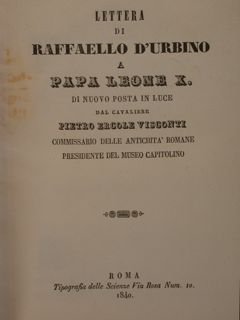 LETTERA
DI
RAFFAELLO D'URBINO
A
PAPA LEONE X.
DI NUOVO POSTA IN LUCE
DAL CAVALIERE
PIETRO ERCOLE VISCONTI
COMMISSARIO DELLE ANTICHITA' ROMANE
PRESIDENTE DEL MUSEO CAPITOLINO
ROMA
Tipografia delle Scienze Via Rosa Num. 10.
1840.